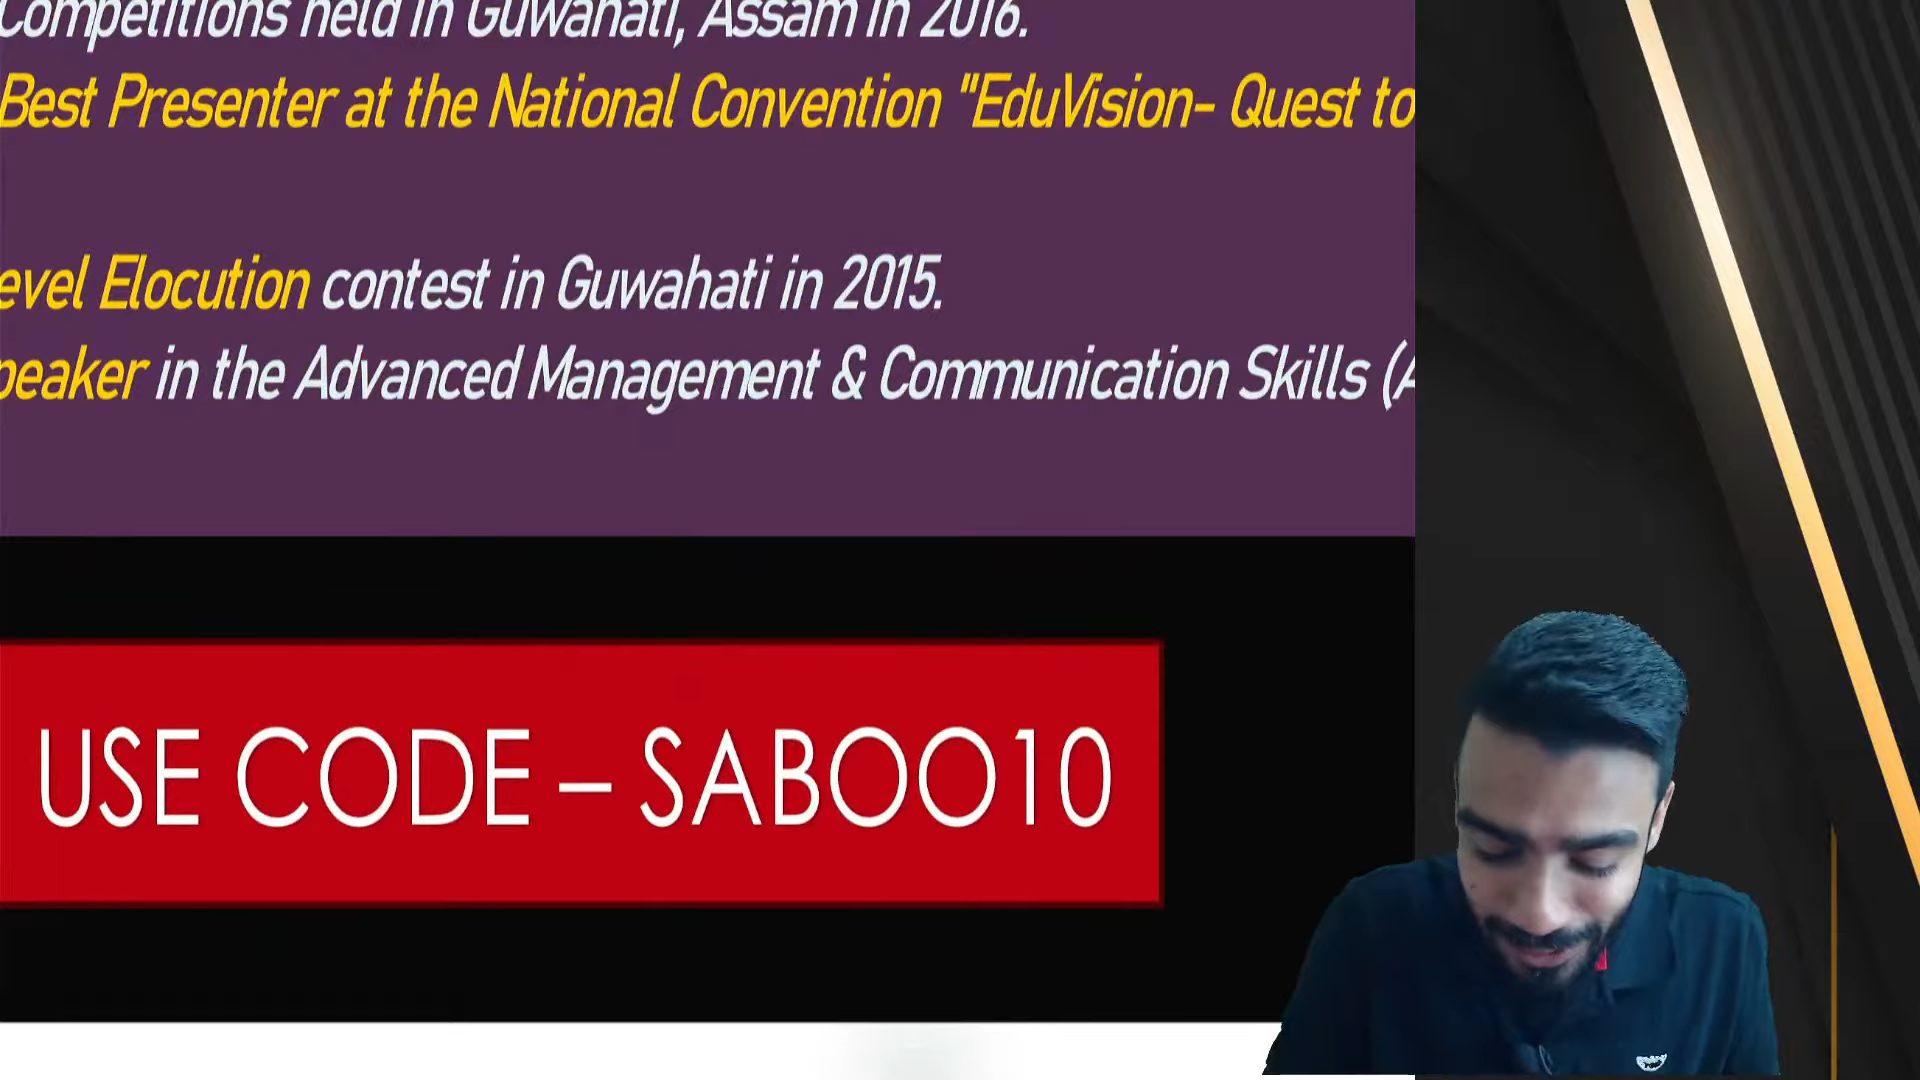 Competitions held in Guwahati, Assam in 2016.
Best Presenter at the National Convention "EduVision- Quest to
evel Elocution contest in Guwahati in 2015.
peaker in the Advanced Management & Communication Skills (A
USE CODE – SABOO10